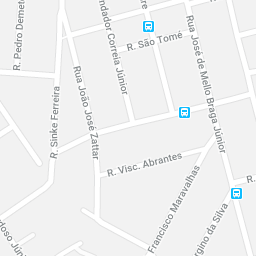 R. Pedro Demet
ndador Correia Júnior
R. São Tomé
Rua José de Mello Braga Júnior
R. Sinke Ferreira
Rua João José Zattar
R. Visc. Abrantes
Francisco Maravalhas
rgino da Silva
R.
doso Júnior